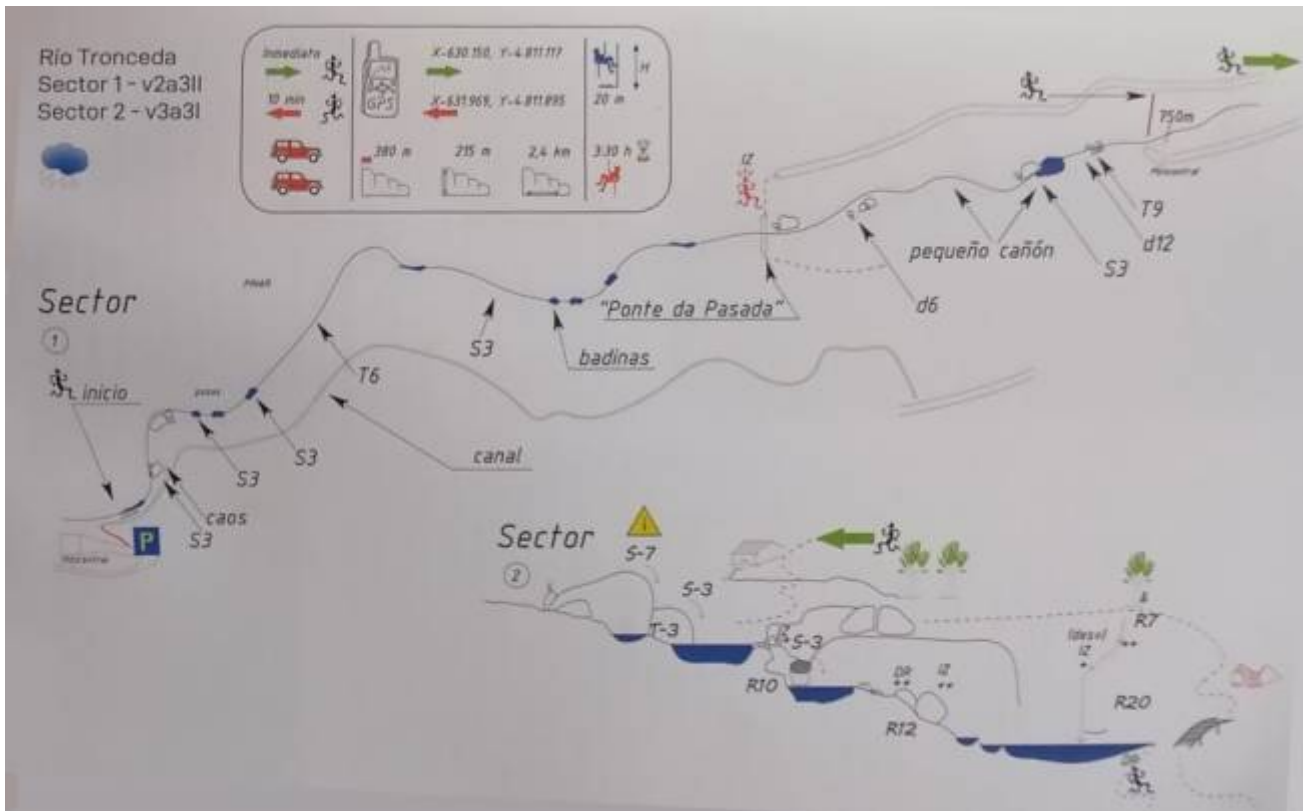 Río Tronceda
Sector 1 - v2a3II
Sector 2 - v3a3I
Inmediato
10 min
GPS
X-630.150, Y-4.811.117
X-631.969, Y-4.811.895
H
20 m
380 m
215 m
2,4 km
3:30 h
750m
T9
d12
S3
pequeño cañón
d6
IZ
"Ponte da Pasada"
badinas
S3
T6
canal
Sector
1
inicio
S3
S3
caos
S3
P
Sector
2
S-7
S-3
T-3
IZ
S-3
R10
DR
IZ
R12
(desv)
IZ
R7
R20